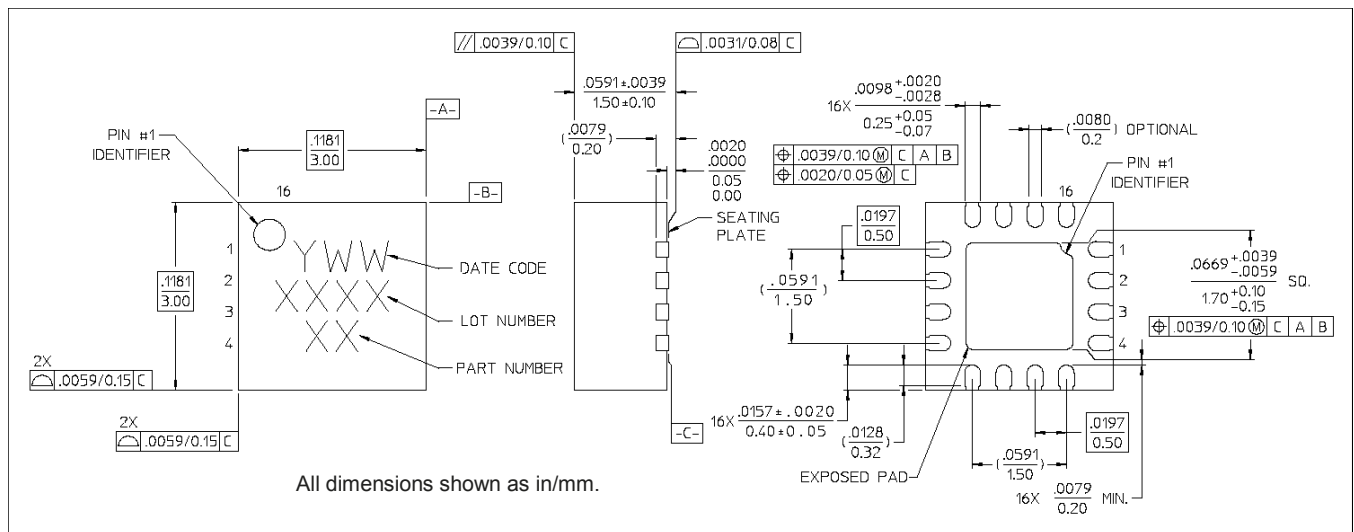 // .0039/0.10 C
⌓ .0031/0.08 C
.0591±.0039
1.50±0.10
(.0079
0.20)
.0020
.0000
0.05
0.00
SEATING
PLATE
-A-
-B-
-C-
PIN #1
IDENTIFIER
.1181
3.00
16
1
2
3
4
YWW
XXXX
XX
DATE CODE
LOT NUMBER
PART NUMBER
.1181
3.00
2X
⌓ .0059/0.15 C
2X
⌓ .0059/0.15 C
All dimensions shown as in/mm.
16X .0098 +.0020
-.0028
0.25 +0.05
-0.07
(.0080
0.2) OPTIONAL
⌖ .0039/0.10 Ⓜ C A B
⌖ .0020/0.05 Ⓜ C
PIN #1
IDENTIFIER
16
1
2
3
4
.0197
0.50
(.0591
1.50)
.0669 +.0039
-.0059 SQ.
1.70 +0.10
-0.15
⌖ .0039/0.10 Ⓜ C A B
16X .0157±.0020
0.40±0.05
(.0128
0.32)
EXPOSED PAD
.0197
0.50
(.0591
1.50)
16X .0079
0.20 MIN.